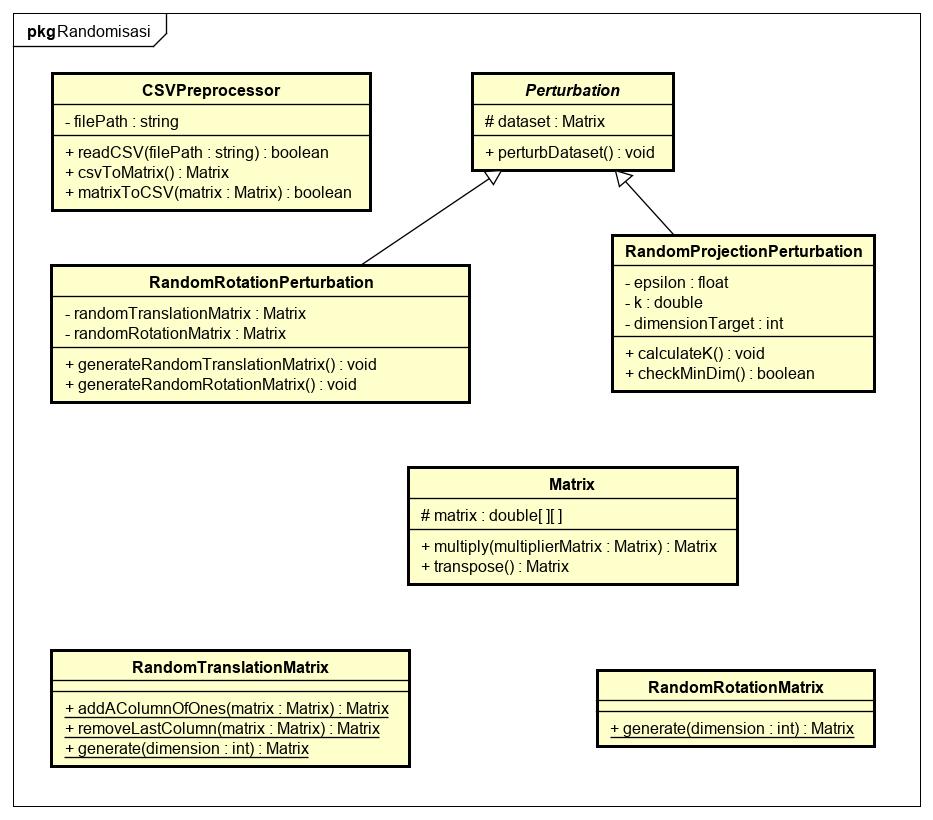 pkg Randomisasi
CSVPreprocessor
- filePath : string
+ readCSV(filePath : string) : boolean
+ csvToMatrix() : Matrix
+ matrixToCSV(matrix : Matrix) : boolean
Perturbation
# dataset : Matrix
+ perturbDataset() : void
RandomRotationPerturbation
- randomTranslationMatrix : Matrix
- randomRotationMatrix : Matrix
+ generateRandomTranslationMatrix() : void
+ generateRandomRotationMatrix() : void
RandomProjectionPerturbation
- epsilon : float
- k : double
- dimensionTarget : int
+ calculateK() : void
+ checkMinDim() : boolean
Matrix
# matrix : double[ ][ ]
+ multiply(multiplierMatrix : Matrix) : Matrix
+ transpose() : Matrix
RandomTranslationMatrix
+ addAColumnOfOnes(matrix : Matrix) : Matrix
+ removeLastColumn(matrix : Matrix) : Matrix
+ generate(dimension : int) : Matrix
RandomRotationMatrix
+ generate(dimension : int) : Matrix